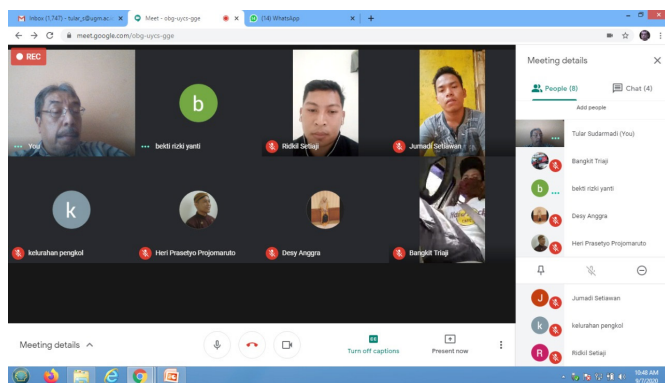 Inbox (1,747) - tular_s@ugm.ac.i
Meet - obg-uycs-gge
(14) WhatsApp
meet.google.com/obg-uycs-gge
REC
Meeting details
People (8)
Chat (4)
Add people
You
b
bekti rizki yanti
Ridkil Setiaji
Jumadi Setiawan
k
kelurahan pengkol
Heri Prasetyo Projomaruto
Desy Anggra
Bangkit Triaji
Tular Sudarmadi (You)
Bangkit Triaji
b
bekti rizki yanti
Desy Anggra
Heri Prasetyo Projomaruto
J
Jumadi Setiawan
k
kelurahan pengkol
R
Ridkil Setiaji
Meeting details
Turn off captions
Present now
10:48 AM
9/7/2020